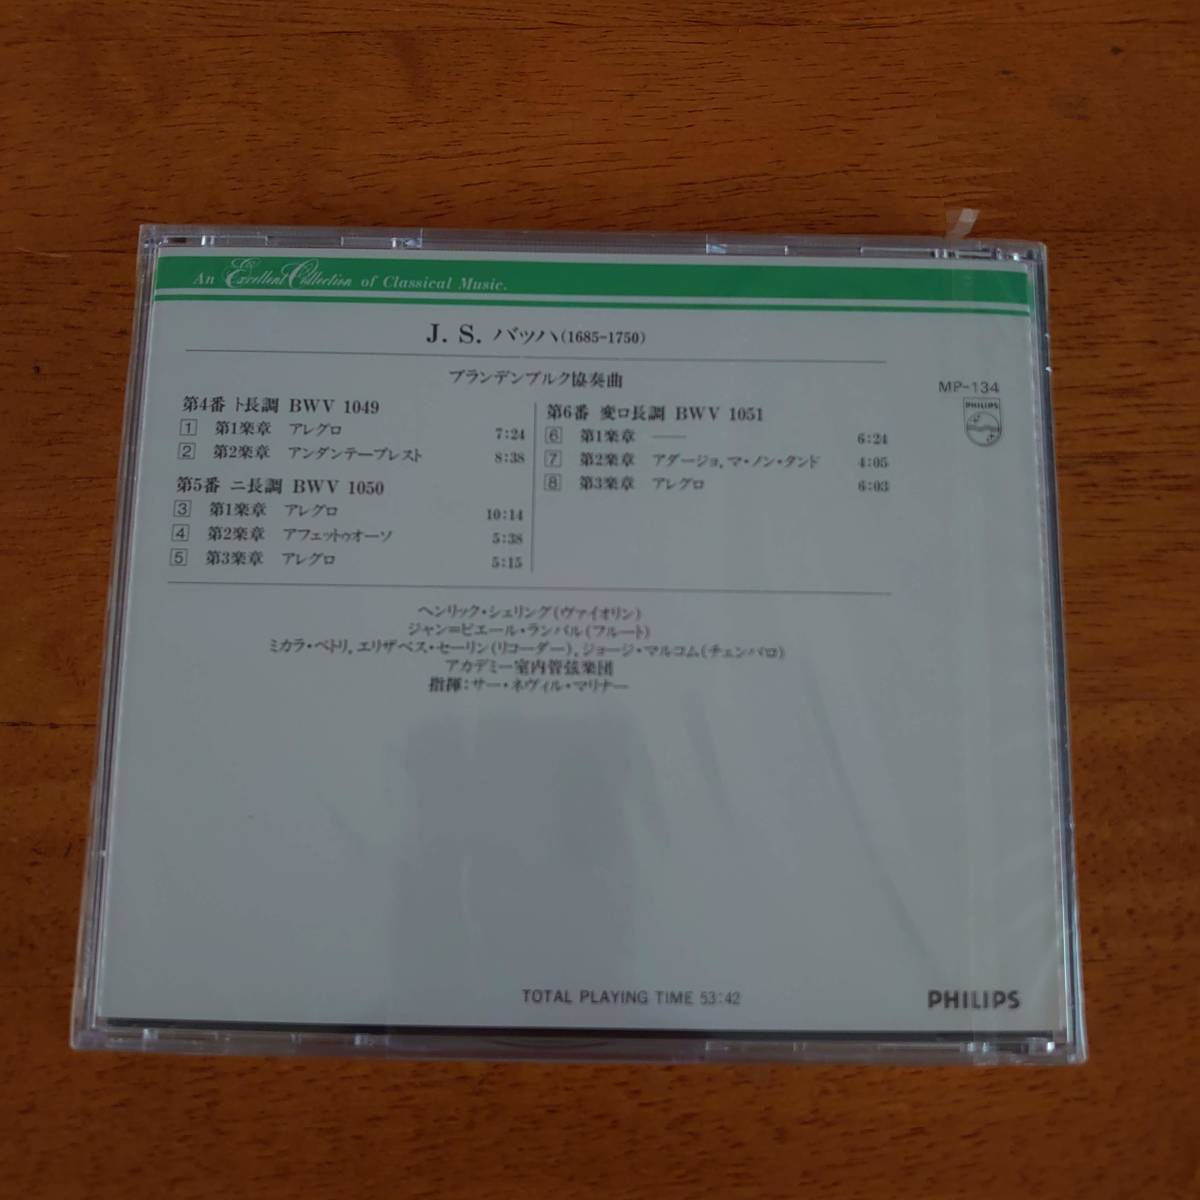 An Excellent Collection of Classical Music.
J. S. バッハ(1685-1750)
ブランデンブルク協奏曲
MP-134
PHILIPS
第4番 ト長調 BWV 1049
1 第1楽章 アレグロ 7:24
2 第2楽章 アンダンテープレスト 8:38
第5番 ニ長調 BWV 1050
3 第1楽章 アレグロ 10:14
4 第2楽章 アフェットゥオーソ 5:38
5 第3楽章 アレグロ 5:15
第6番 変ロ長調 BWV 1051
6 第1楽章 —— 6:24
7 第2楽章 アダージョ, マ・ノン・タンド 4:05
8 第3楽章 アレグロ 6:03
ヘンリック・シェリング(ヴァイオリン)
ジャン=ピエール・ランパル(フルート)
ミカラ・ペトリ, エリザベス・セーリン(リコーダー), ジョージ・マルコム(チェンバロ)
アカデミー室内管弦楽団
指揮:サー・ネヴィル・マリナー
TOTAL PLAYING TIME 53:42
PHILIPS